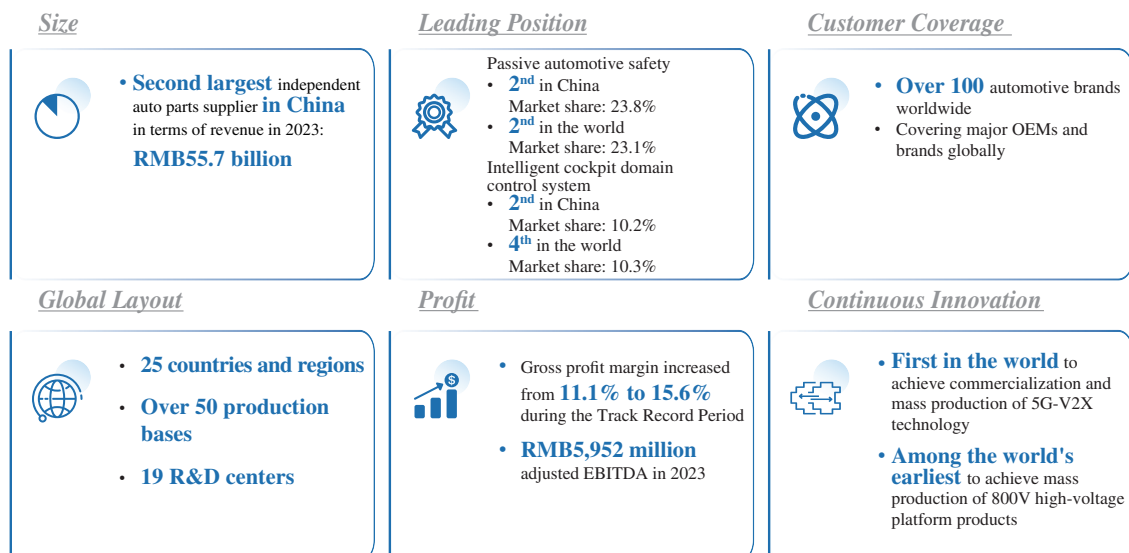 Size
• Second largest independent
auto parts supplier in China
in terms of revenue in 2023:
RMB55.7 billion
Leading Position
Passive automotive safety
• 2nd in China
Market share: 23.8%
• 2nd in the world
Market share: 23.1%
Intelligent cockpit domain
control system
• 2nd in China
Market share: 10.2%
• 4th in the world
Market share: 10.3%
Customer Coverage
• Over 100 automotive brands
worldwide
• Covering major OEMs and
brands globally
Global Layout
• 25 countries and regions
• Over 50 production
bases
• 19 R&D centers
Profit
$
• Gross profit margin increased
from 11.1% to 15.6%
during the Track Record Period
• RMB5,952 million
adjusted EBITDA in 2023
Continuous Innovation
• First in the world to
achieve commercialization and
mass production of 5G-V2X
technology
• Among the world's
earliest to achieve mass
production of 800V high-voltage
platform products